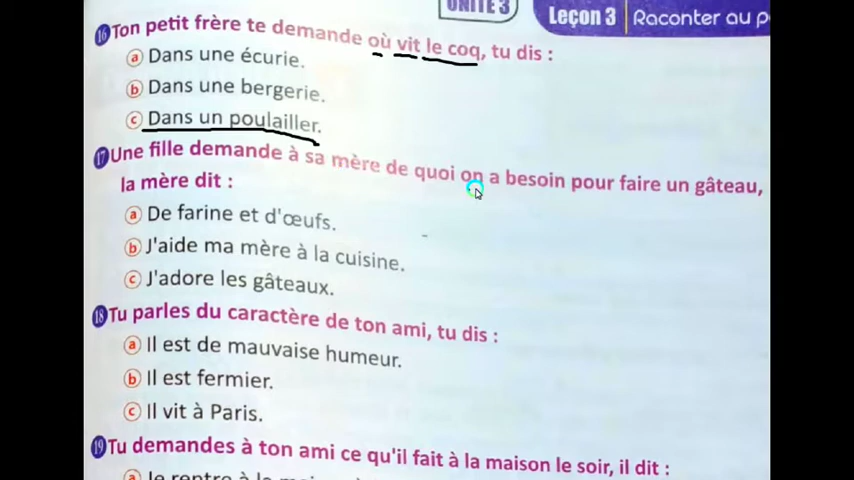 UNITÉ 3
Leçon 3 Raconter au p
16 Ton petit frère te demande où vit le coq, tu dis :
a Dans une écurie.
b Dans une bergerie.
c Dans un poulailler.
17 Une fille demande à sa mère de quoi on a besoin pour faire un gâteau,
la mère dit :
a De farine et d'œufs.
b J'aide ma mère à la cuisine.
c J'adore les gâteaux.
18 Tu parles du caractère de ton ami, tu dis :
a Il est de mauvaise humeur.
b Il est fermier.
c Il vit à Paris.
19 Tu demandes à ton ami ce qu'il fait à la maison le soir, il dit :
a Je rentre à la